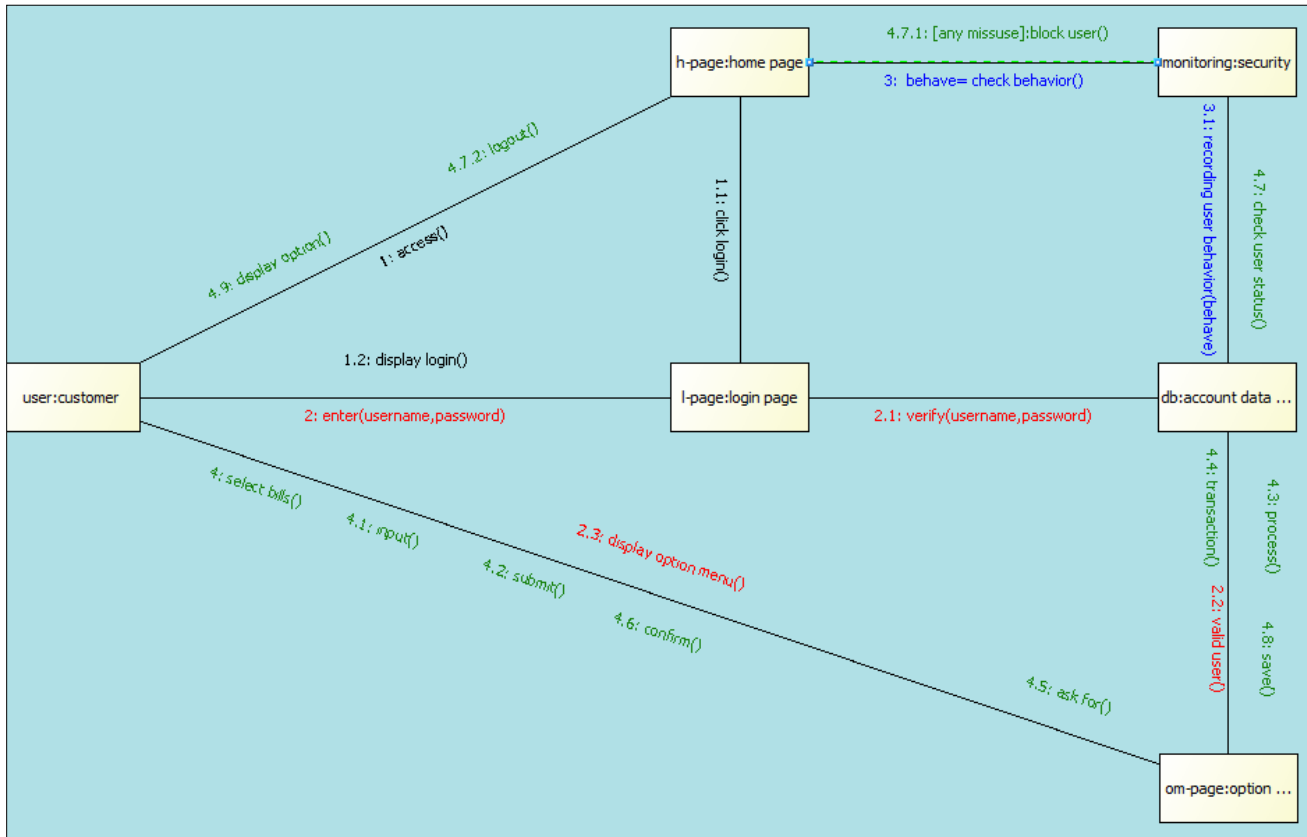 4.7.1: [any missuse]:block user()
h-page:home page
monitoring:security
3:  behave= check behavior()
4.7.2: logout()
4.9: display option()
1: access()
1.1: click login()
3.1: recording user behavior(behave)
4.7: check user status()
1.2: display login()
user:customer
l-page:login page
db:account data ...
2: enter(username,password)
2.1: verify(username,password)
4: select bills()
4.1: input()
4.2: submit()
2.3: display option menu()
4.6: confirm()
4.5: ask for()
4.4: transaction()
4.3: process()
2.2: valid user()
4.8: save()
om-page:option ...